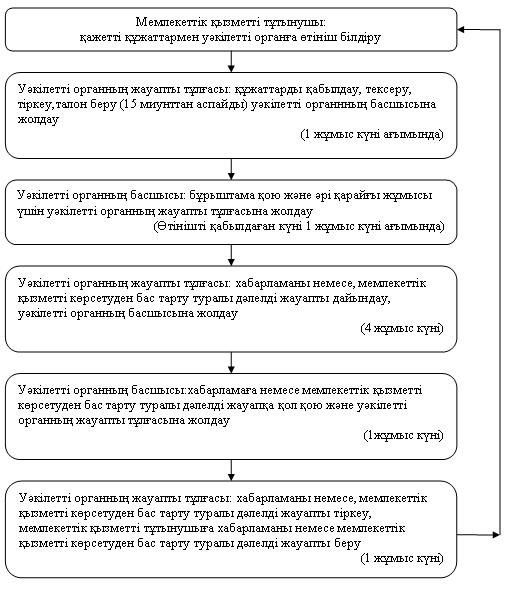 Мемлекеттік қызметті тұтынушы:
қажетті құжаттармен уәкілетті органға өтініш білдіру
Уәкілетті органның жауапты тұлғасы: құжаттарды қабылдау, тексеру,
тіркеу,талон беру (15 миунттан аспайды) уәкілетті органнның басшысына
жолдау
(1 жұмыс күні ағымында)
Уәкілетті органның басшысы: бұрыштама қою және әрі қарайғы жұмысы
үшін уәкілетті органның жауапты тұлғасына жолдау
(Өтінішті қабылдаған күні 1 жұмыс күні ағымында)
Уәкілетті органның жауапты тұлғасы: хабарламаны немесе, мемлекеттік
қызметті көрсетуден бас тарту туралы дәлелді жауапты дайындау,
уәкілетті органның басшысына жолдау
(4 жұмыс күні)
Уәкілетті органның басшысы:хабарламаға немесе мемлекеттік қызметті
көрсетуден бас тарту туралы дәлелді жауапқа қол қою және уәкілетті
органның жауапты тұлғасына жолдау
(1жұмыс күні)
Уәкілетті органның жауапты тұлғасы: хабарламаны немесе, мемлекеттік
қызметті көрсетуден бас тарту туралы дәлелді жауапты тіркеу,
мемлекеттік қызметті тұтынушыға хабарламаны немесе мемлекеттік
қызметті көрсетуден бас тарту туралы дәлелді жауапты беру
(1 жұмыс күні)